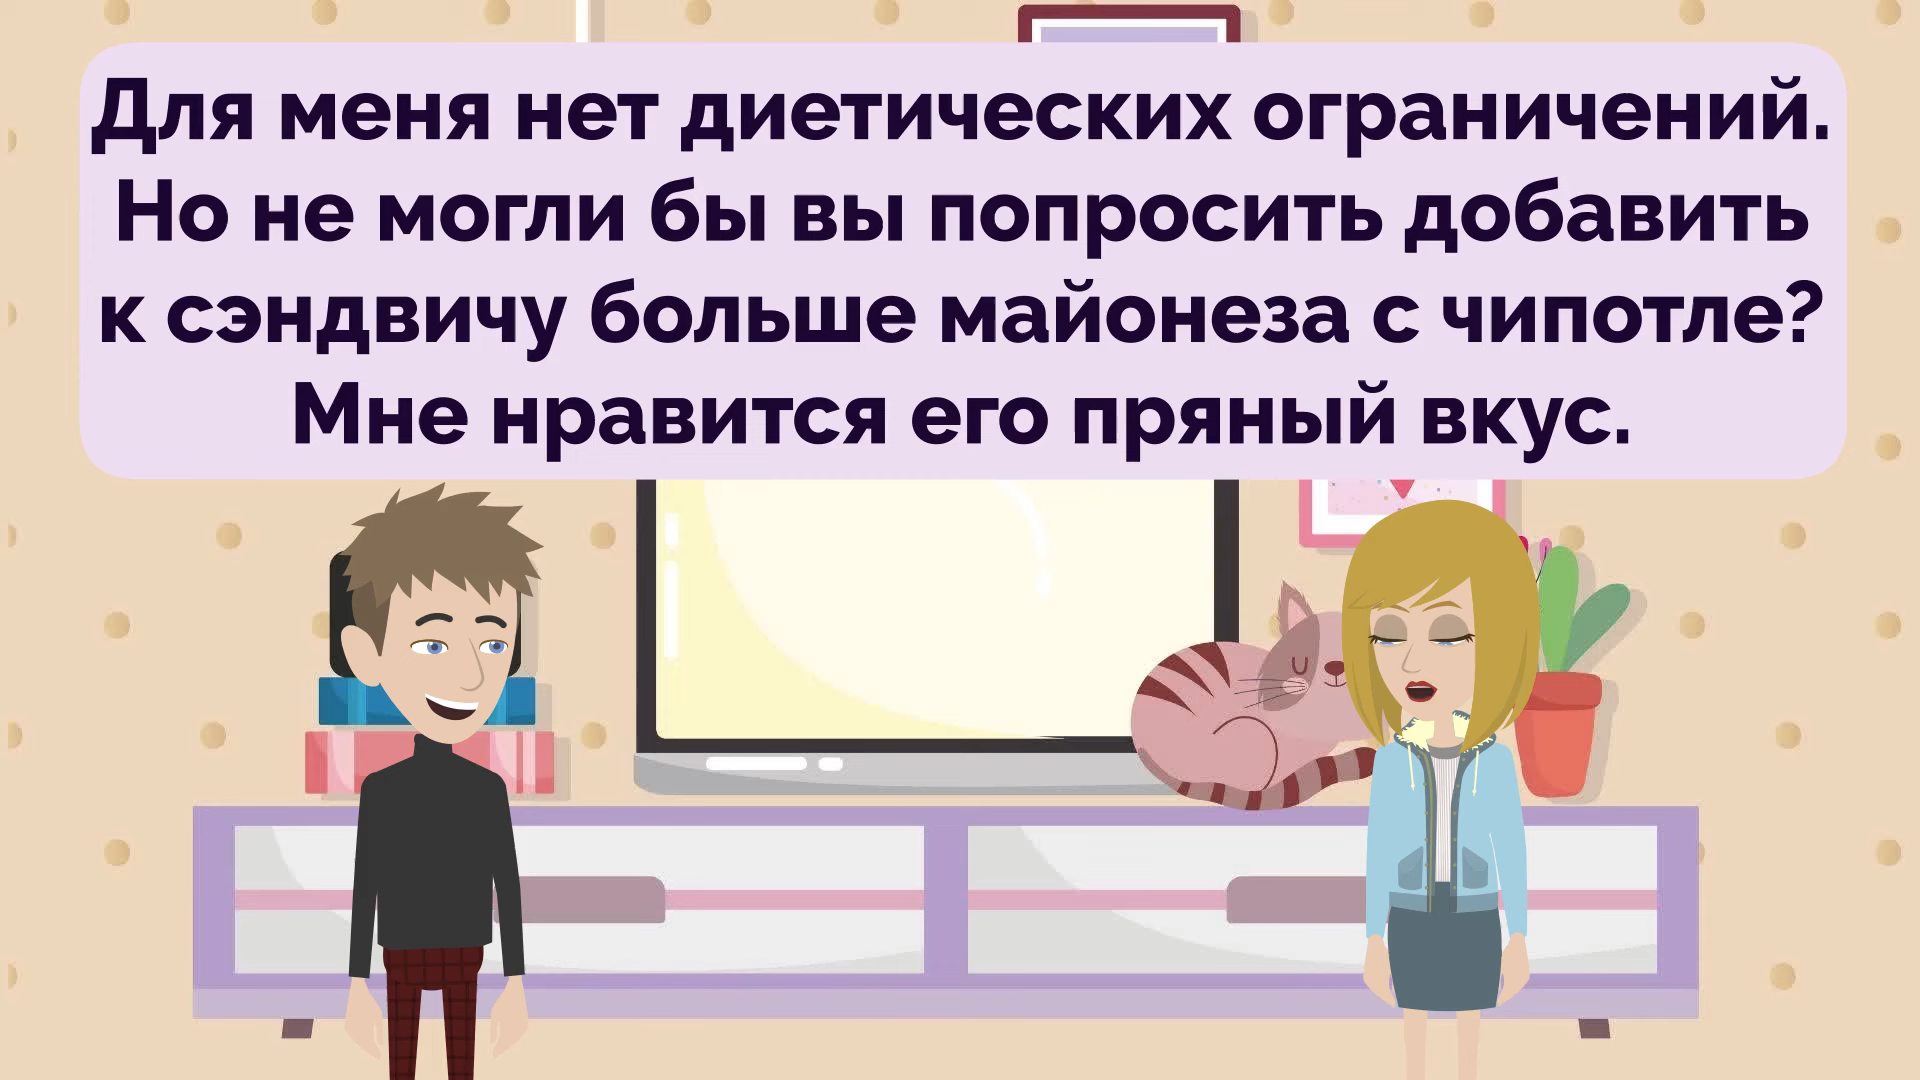 Для меня нет диетических ограничений.
Но не могли бы вы попросить добавить
к сэндвичу больше майонеза с чипотле?
Мне нравится его пряный вкус.